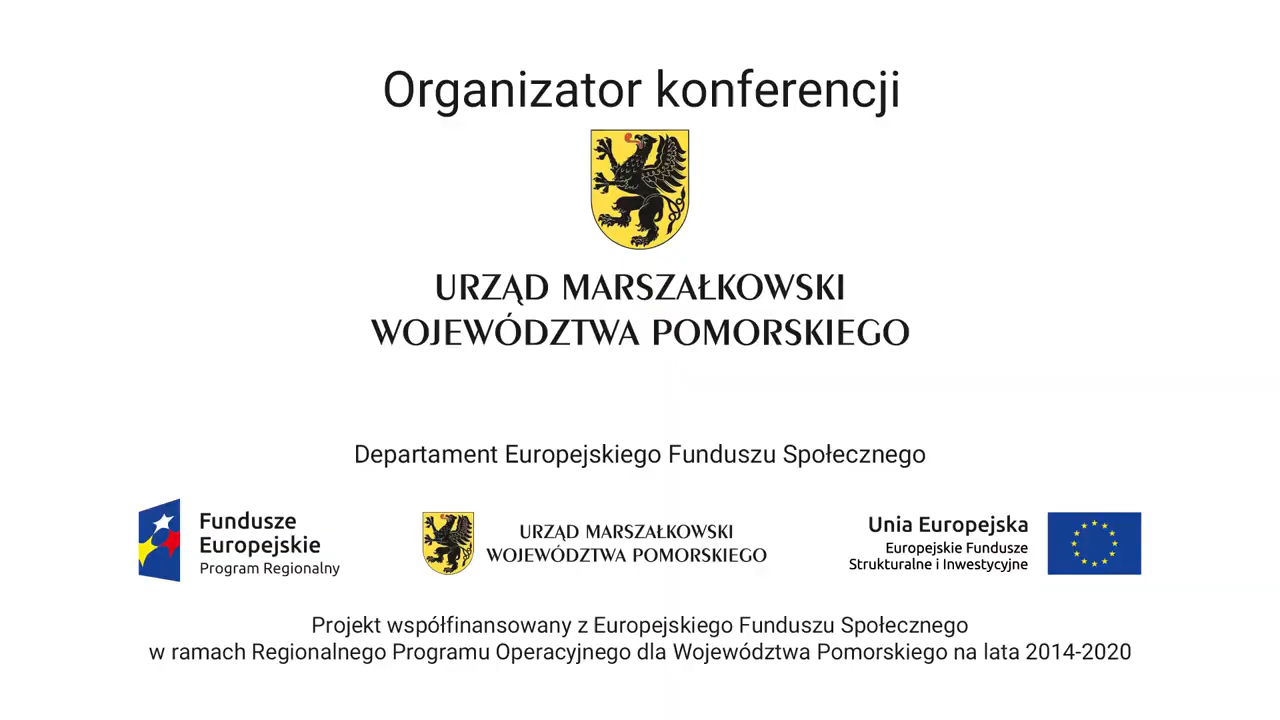 Organizator konferencji
URZĄD MARSZAŁKOWSKI
WOJEWÓDZTWA POMORSKIEGO
Departament Europejskiego Funduszu Społecznego
Fundusze
Europejskie
Program Regionalny
URZĄD MARSZAŁKOWSKI
WOJEWÓDZTWA POMORSKIEGO
Unia Europejska
Europejskie Fundusze
Strukturalne i Inwestycyjne
Projekt współfinansowany z Europejskiego Funduszu Społecznego
w ramach Regionalnego Programu Operacyjnego dla Województwa Pomorskiego na lata 2014-2020